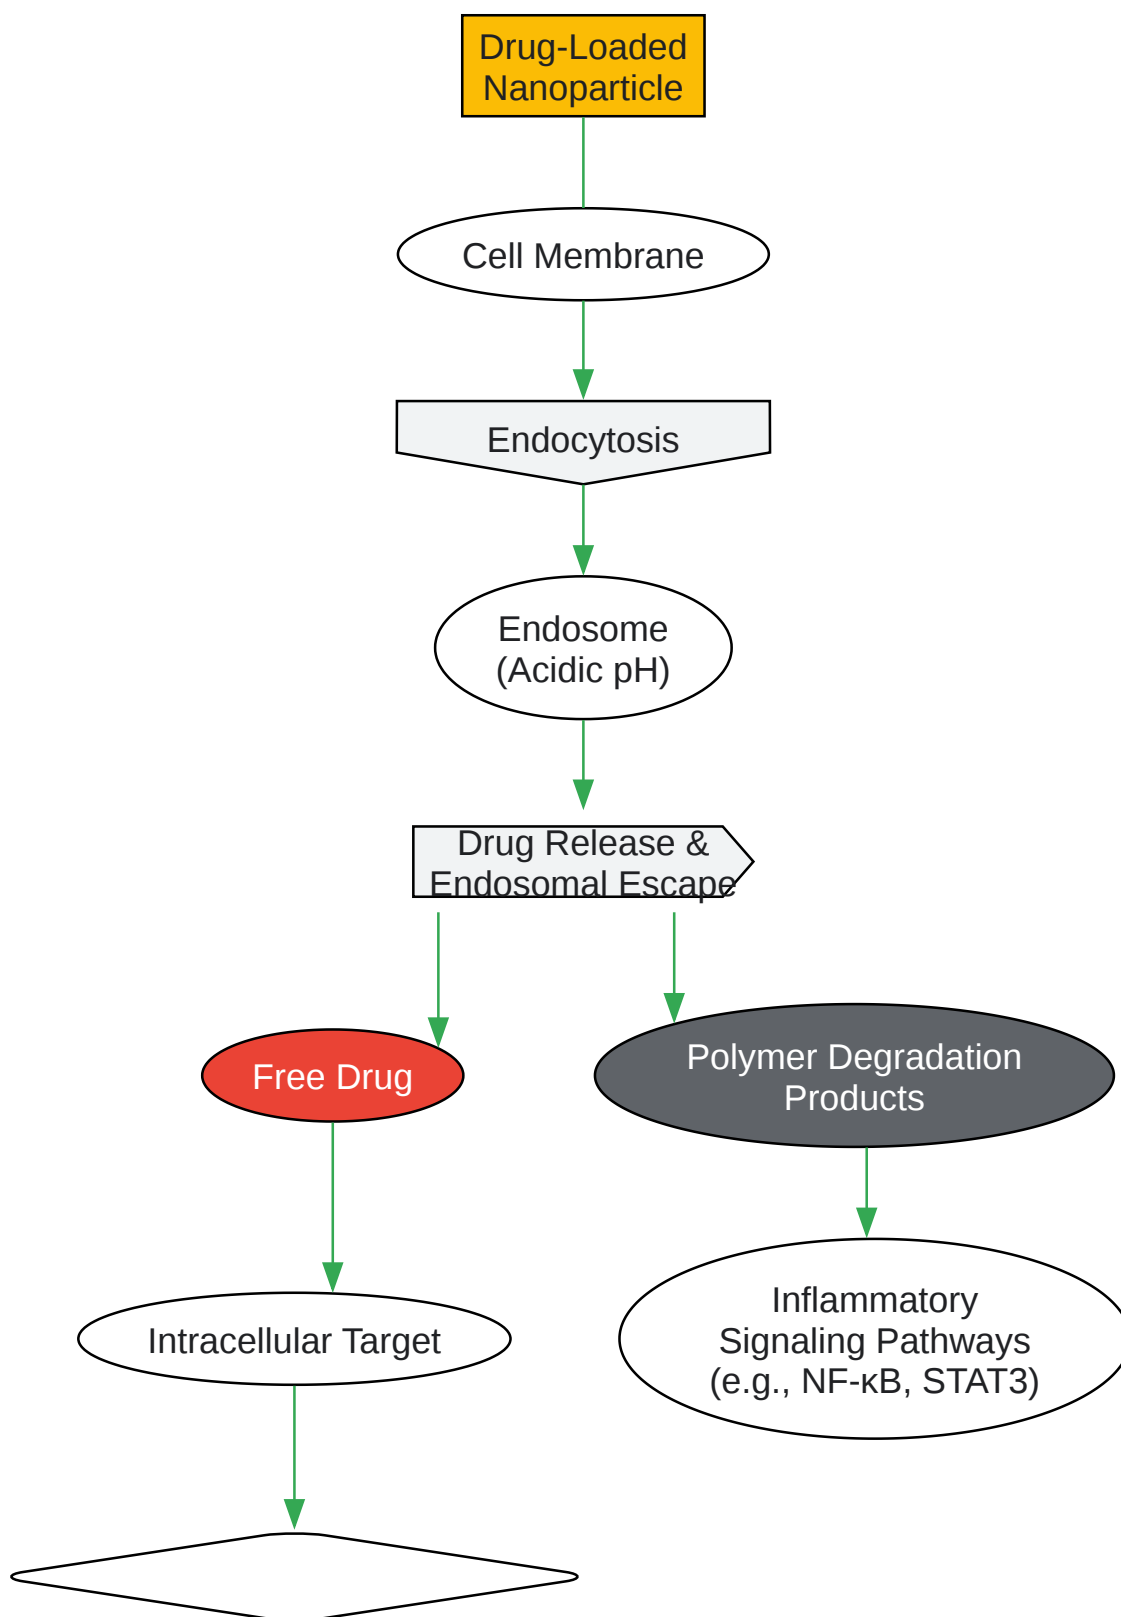 Drug-Loaded
Nanoparticle
Cell Membrane
Endocytosis
Endosome
(Acidic pH)
Drug Release &
Endosomal Escape
Free Drug
Polymer Degradation
Products
Intracellular Target
Inflammatory
Signaling Pathways
(e.g., NF-κB, STAT3)